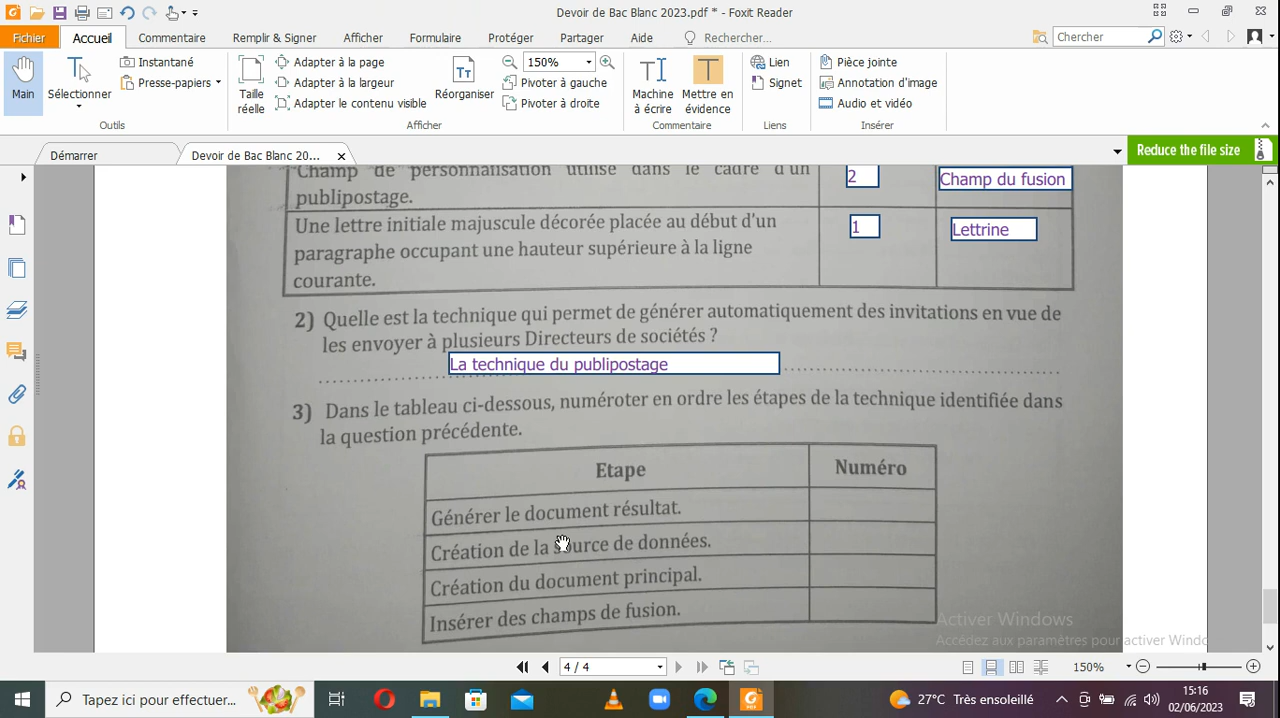 Devoir de Bac Blanc 2023.pdf * - Foxit Reader
Fichier Accueil Commentaire Remplir & Signer Afficher Formulaire Protéger Partager Aide Rechercher... Chercher
Main
Sélectionner
Instantané
Presse-papiers
Outils
Taille réelle
Adapter à la page
Adapter à la largeur
Adapter le contenu visible
Réorganiser
150%
Pivoter à gauche
Pivoter à droite
Afficher
Machine à écrire
Mettre en évidence
Commentaire
Lien
Signet
Liens
Pièce jointe
Annotation d'image
Audio et vidéo
Insérer
Démarrer Devoir de Bac Blanc 20... Reduce the file size
Champ de personnalisation utilisé dans le cadre d'un 2 Champ du fusion
publipostage.
Une lettre initiale majuscule décorée placée au début d'un 1 Lettrine
paragraphe occupant une hauteur supérieure à la ligne
courante.
2) Quelle est la technique qui permet de générer automatiquement des invitations en vue de
les envoyer à plusieurs Directeurs de sociétés ?
La technique du publipostage
3) Dans le tableau ci-dessous, numéroter en ordre les étapes de la technique identifiée dans
la question précédente.
Etape Numéro
Générer le document résultat.
Création de la source de données.
Création du document principal.
Insérer des champs de fusion.
Activer Windows
Accédez aux paramètres pour activer Windo
4 / 4 150%
Tapez ici pour effectuer... 27°C Très ensoleillé 15:16
02/06/2023